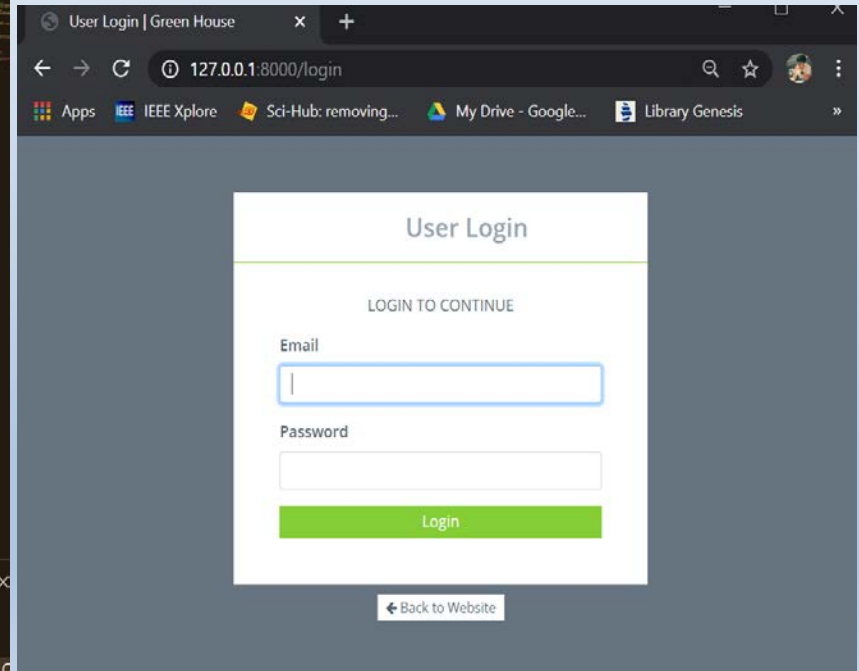 User Login | Green House
127.0.0.1:8000/login
Apps IEEE IEEE Xplore Sci-Hub: removing... My Drive - Google... Library Genesis »
User Login
LOGIN TO CONTINUE
Email
Password
Login
Back to Website